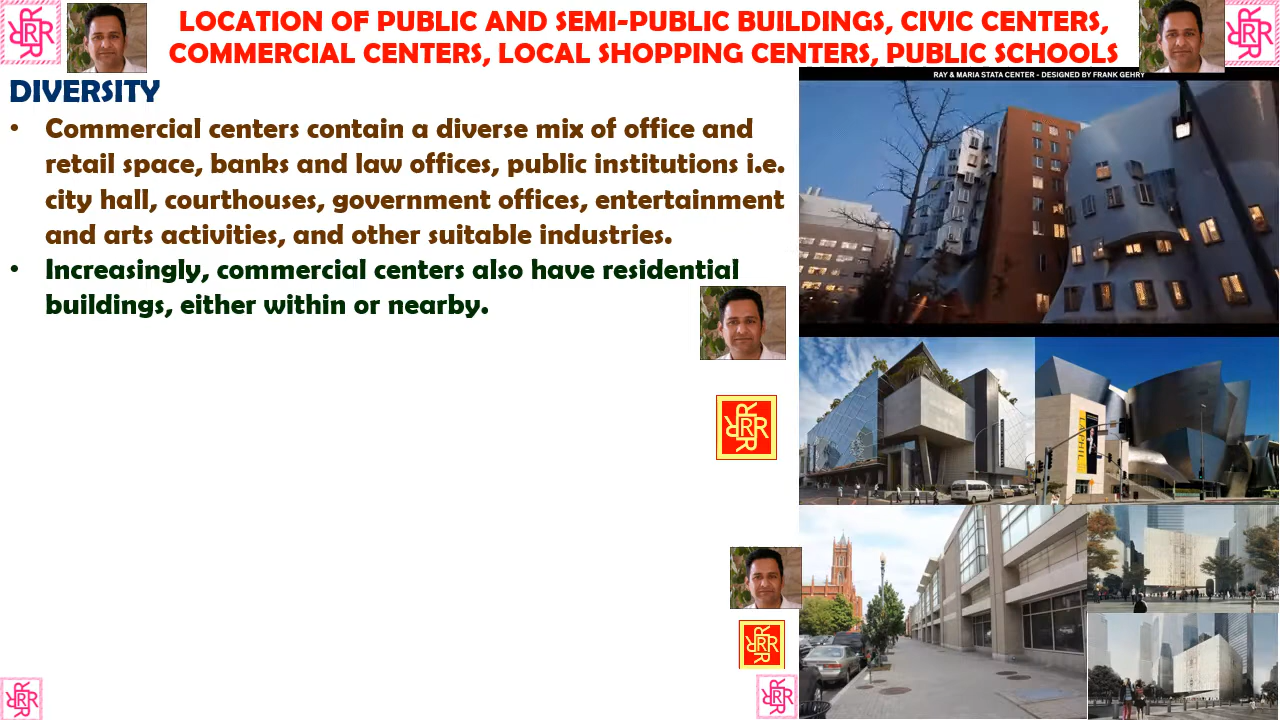 LOCATION OF PUBLIC AND SEMI-PUBLIC BUILDINGS, CIVIC CENTERS,
COMMERCIAL CENTERS, LOCAL SHOPPING CENTERS, PUBLIC SCHOOLS
RAY & MARIA STATA CENTER - DESIGNED BY FRANK GEHRY
DIVERSITY
• Commercial centers contain a diverse mix of office and
retail space, banks and law offices, public institutions i.e.
city hall, courthouses, government offices, entertainment
and arts activities, and other suitable industries.
• Increasingly, commercial centers also have residential
buildings, either within or nearby.
LA PHIL